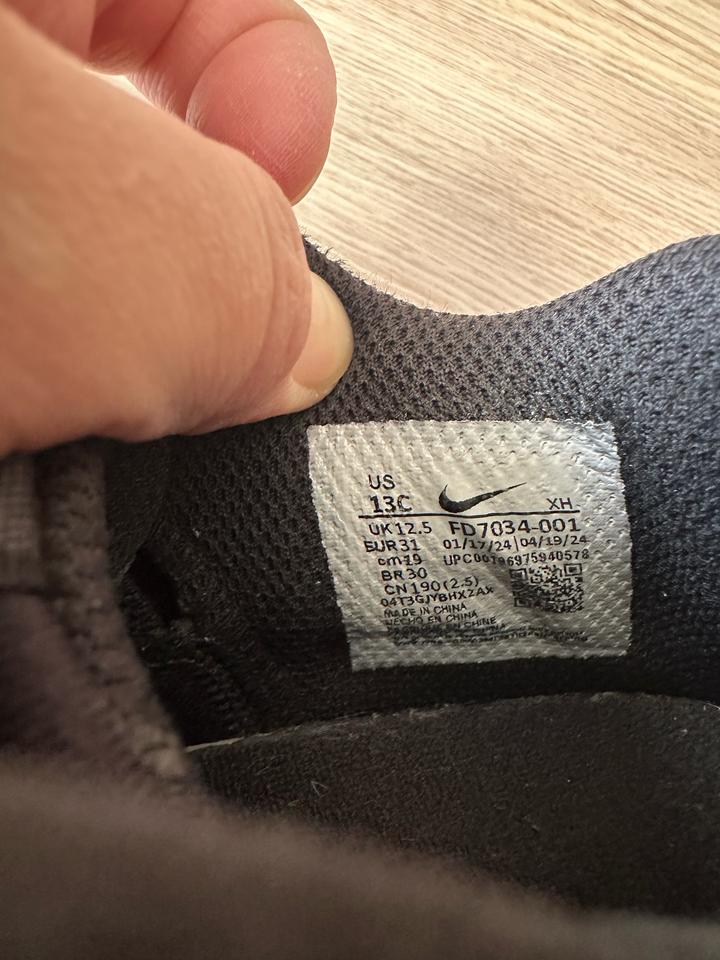 US
13C
XH
UK12.5 FD7034-001
EUR31 01/17/24|04/19/24
cm19 UPC00196975940578
BR30
CN190(2.5)
04T3GJYBHX2AX
MADE IN CHINA
HECHO EN CHINA